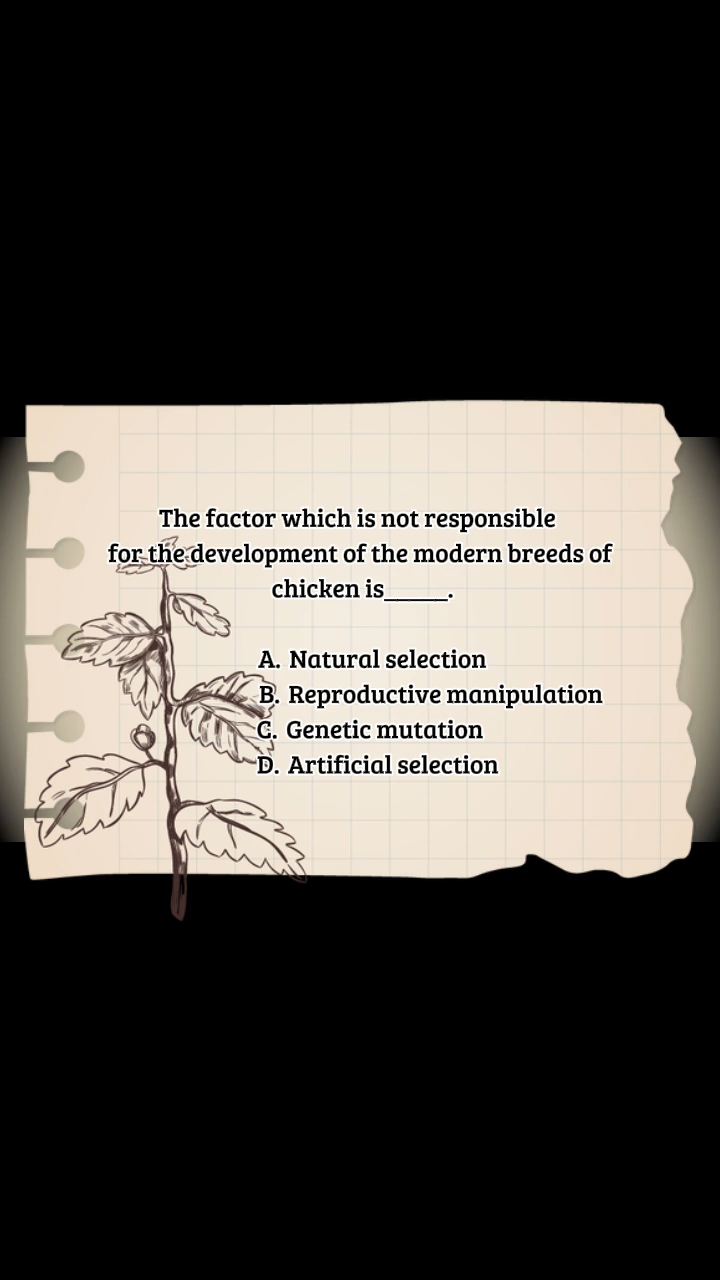 The factor which is not responsible
for the development of the modern breeds of
chicken is_____.
A. Natural selection
B. Reproductive manipulation
C. Genetic mutation
D. Artificial selection